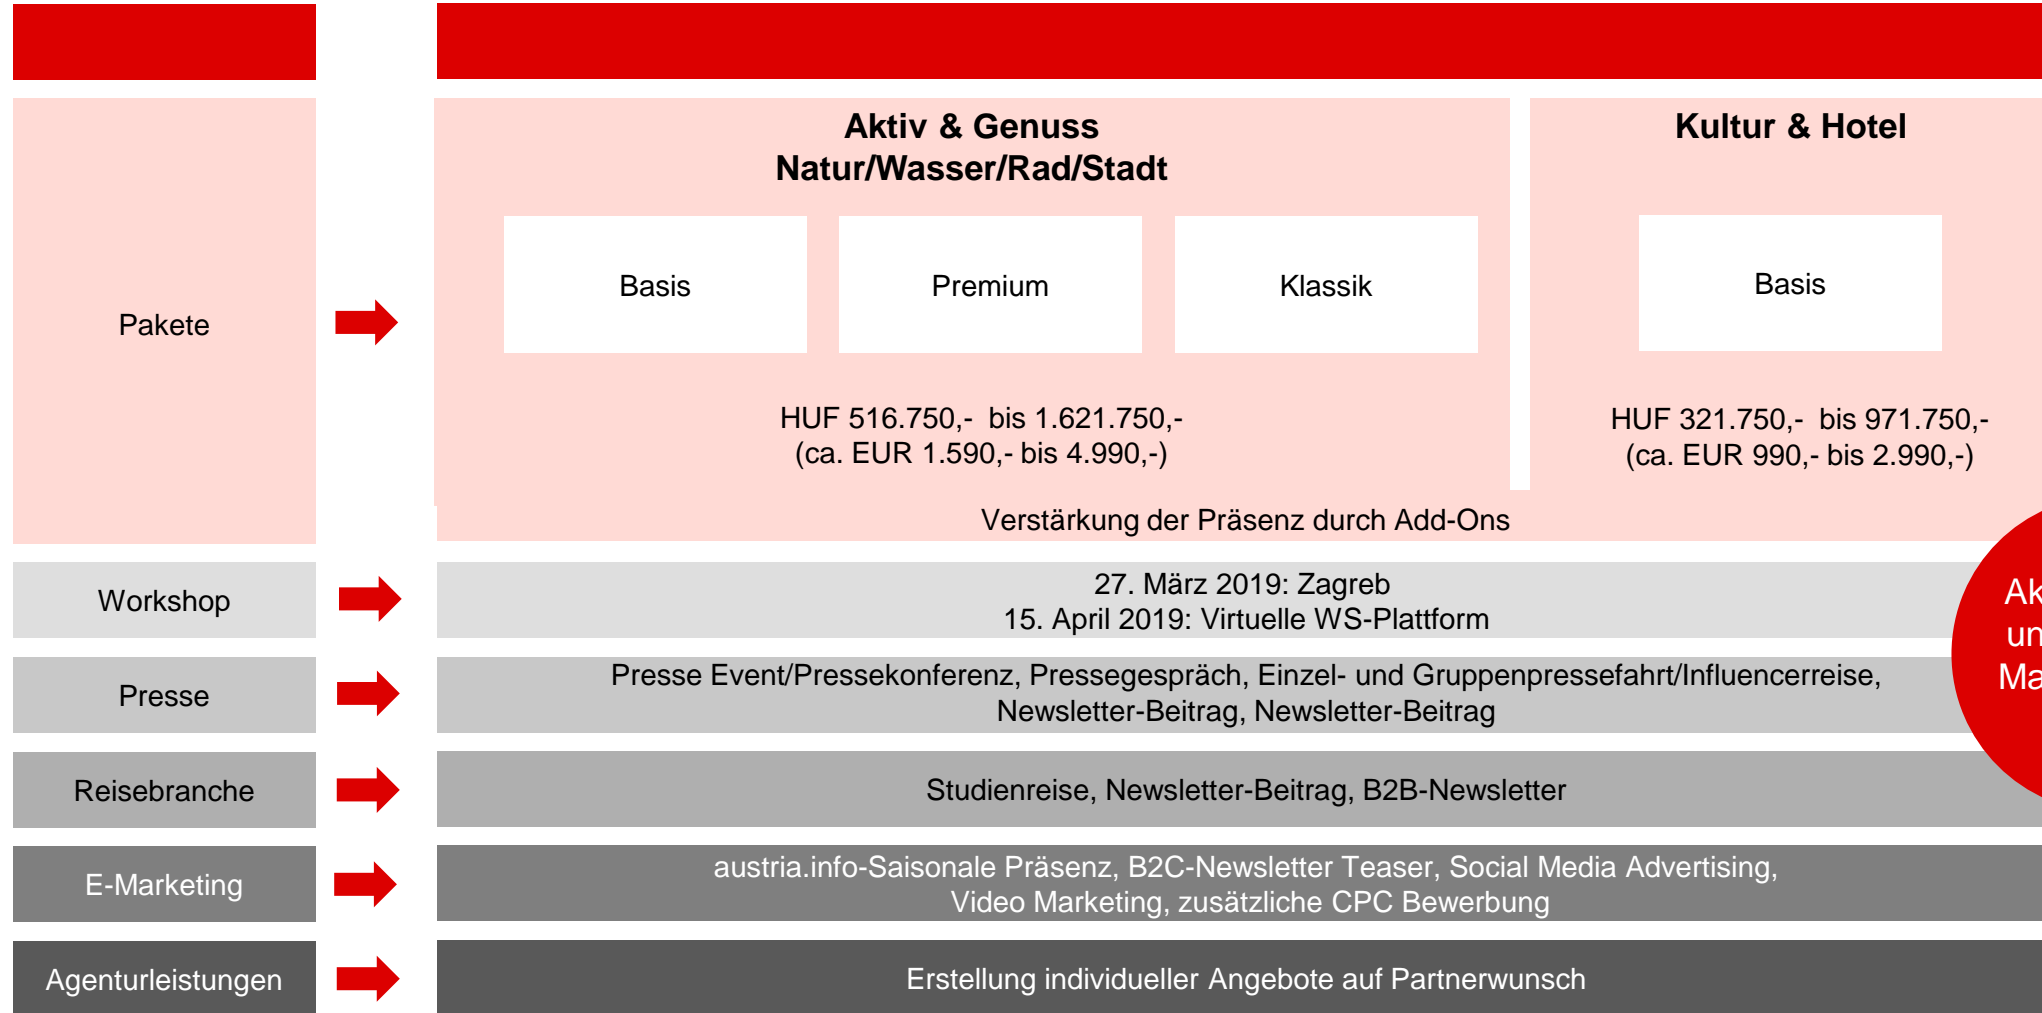 Aktiv & Genuss
Natur/Wasser/Rad/Stadt
Kultur & Hotel
Pakete
Basis
Premium
Klassik
Basis
HUF 516.750,- bis 1.621.750,-
(ca. EUR 1.590,- bis 4.990,-)
HUF 321.750,- bis 971.750,-
(ca. EUR 990,- bis 2.990,-)
Verstärkung der Präsenz durch Add-Ons
Workshop
27. März 2019: Zagreb
15. April 2019: Virtuelle WS-Plattform
Presse
Presse Event/Pressekonferenz, Pressegespräch, Einzel- und Gruppenpressefahrt/Influencerreise,
Newsletter-Beitrag, Newsletter-Beitrag
Reisebranche
Studienreise, Newsletter-Beitrag, B2B-Newsletter
E-Marketing
austria.info-Saisonale Präsenz, B2C-Newsletter Teaser, Social Media Advertising,
Video Marketing, zusätzliche CPC Bewerbung
Agenturleistungen
Erstellung individueller Angebote auf Partnerwunsch